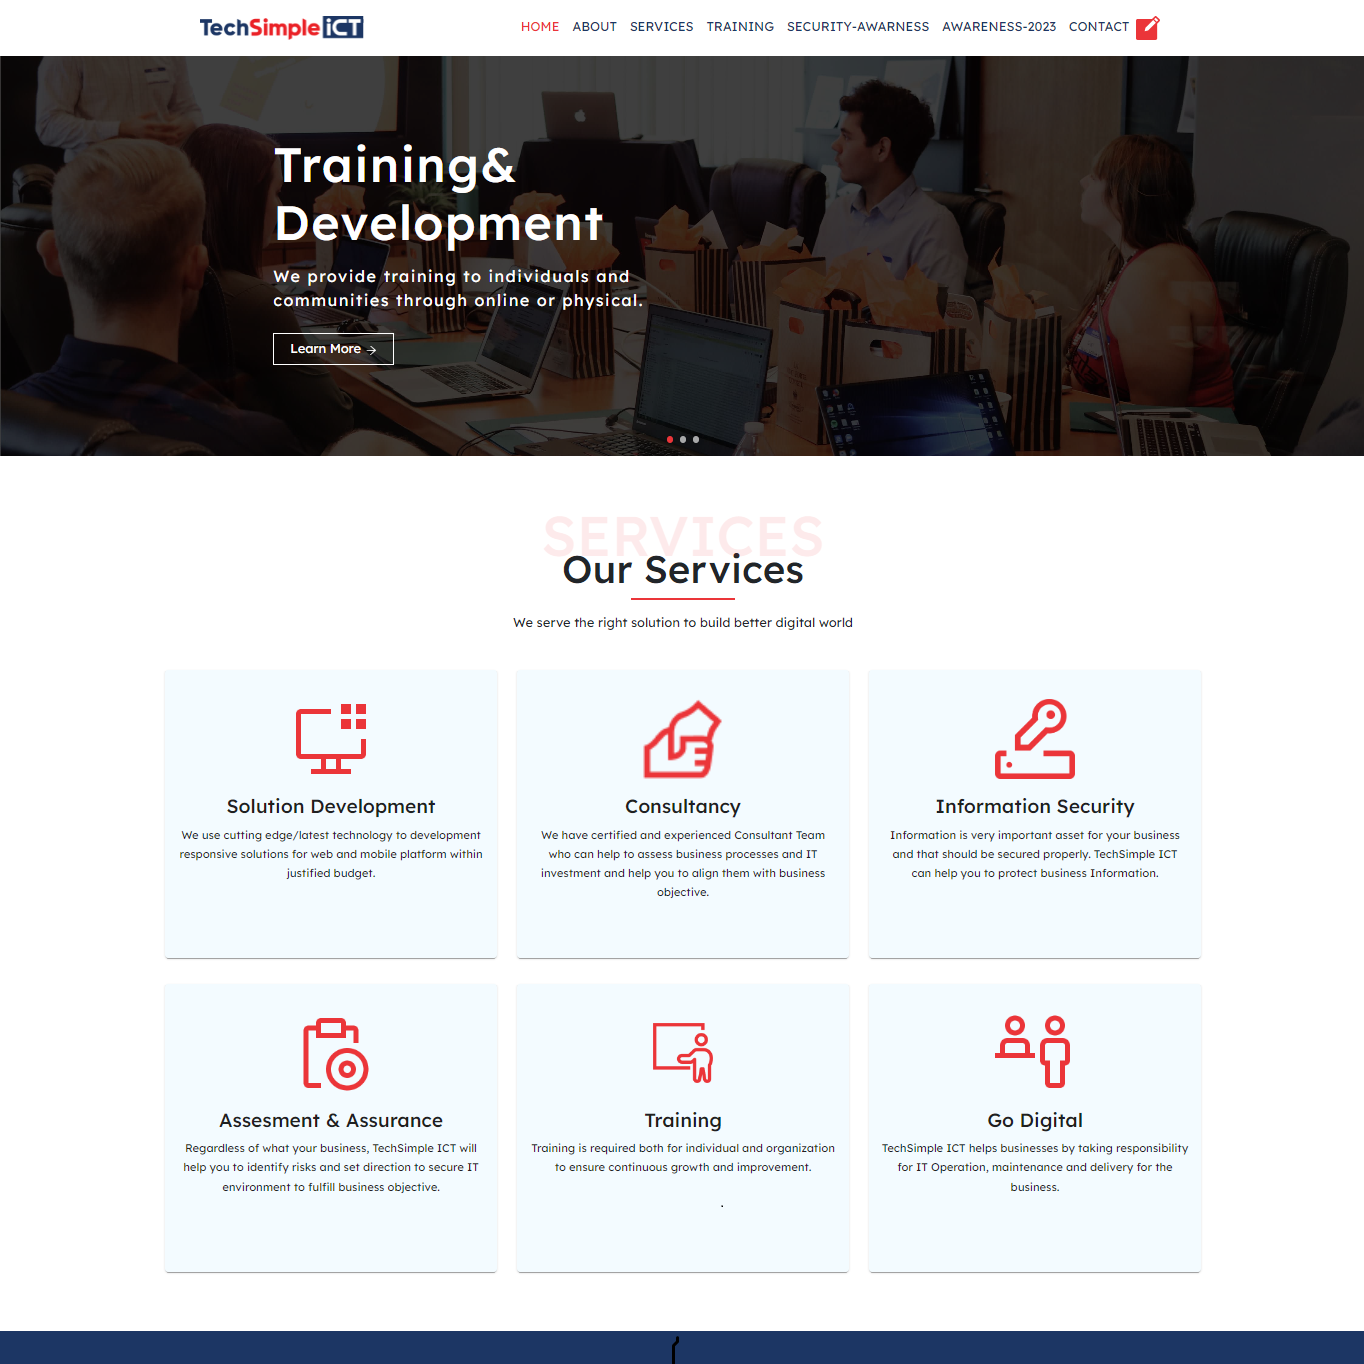 TechSimple iCT
HOME ABOUT SERVICES TRAINING SECURITY-AWARNESS AWARENESS-2023 CONTACT
Training&
Development
We provide training to individuals and
communities through online or physical.
Learn More →
SERVICES
Our Services
We serve the right solution to build better digital world
Solution Development
We use cutting edge/latest technology to development
responsive solutions for web and mobile platform within
justified budget.
Consultancy
We have certified and experienced Consultant Team
who can help to assess business processes and IT
investment and help you to align them with business
objective.
Information Security
Information is very important asset for your business
and that should be secured properly. TechSimple ICT
can help you to protect business Information.
Assesment & Assurance
Regardless of what your business, TechSimple ICT will
help you to identify risks and set direction to secure IT
environment to fulfill business objective.
Training
Training is required both for individual and organization
to ensure continuous growth and improvement.
.
Go Digital
TechSimple ICT helps businesses by taking responsibility
for IT Operation, maintenance and delivery for the
business.